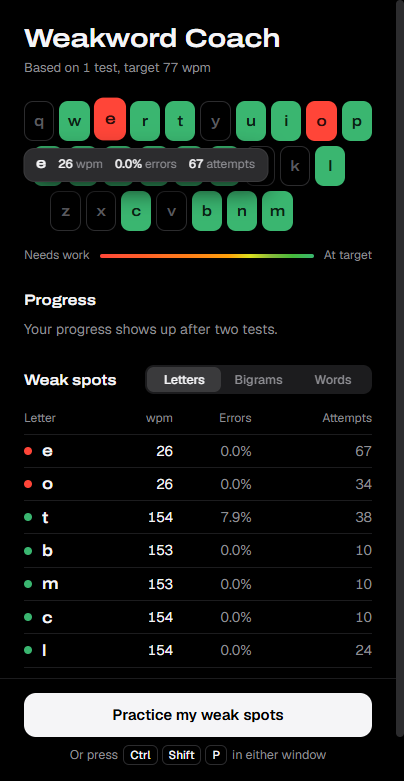 Weakword Coach
Based on 1 test, target 77 wpm
q w e r t y u i o p
e 26 wpm 0.0% errors 67 attempts k l
z x c v b n m
Needs work At target
Progress
Your progress shows up after two tests.
Weak spots Letters Bigrams Words
Letter wpm Errors Attempts
e 26 0.0% 67
o 26 0.0% 34
t 154 7.9% 38
b 153 0.0% 10
m 153 0.0% 10
c 154 0.0% 10
l 154 0.0% 24
Practice my weak spots
Or press Ctrl Shift P in either window